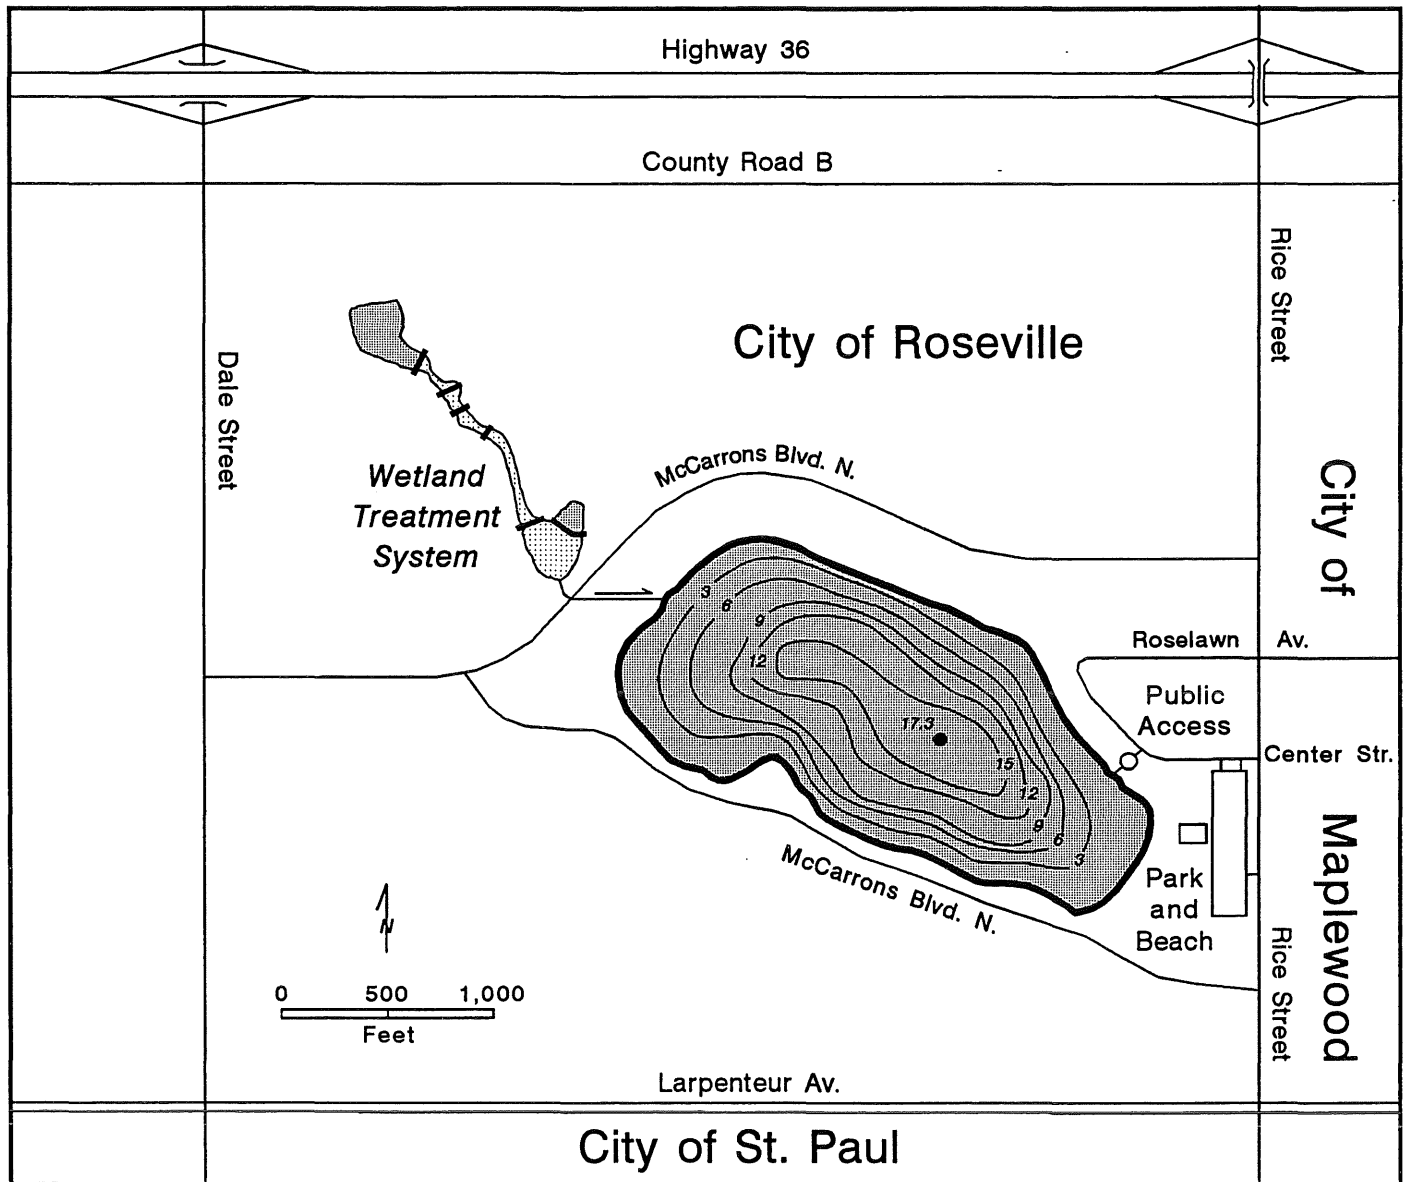 Highway 36
County Road B
Rice Street
City of Roseville
Dale Street
McCarrons Blvd. N.
Wetland
Treatment
System
City of
Maplewood
3
6
9
12
17.3
15
12
9
6
3
Roselawn Av.
Public
Access
Center Str.
McCarrons Blvd. N.
Park
and
Beach
Rice Street
N
0 500 1,000
Feet
Larpenteur Av.
City of St. Paul